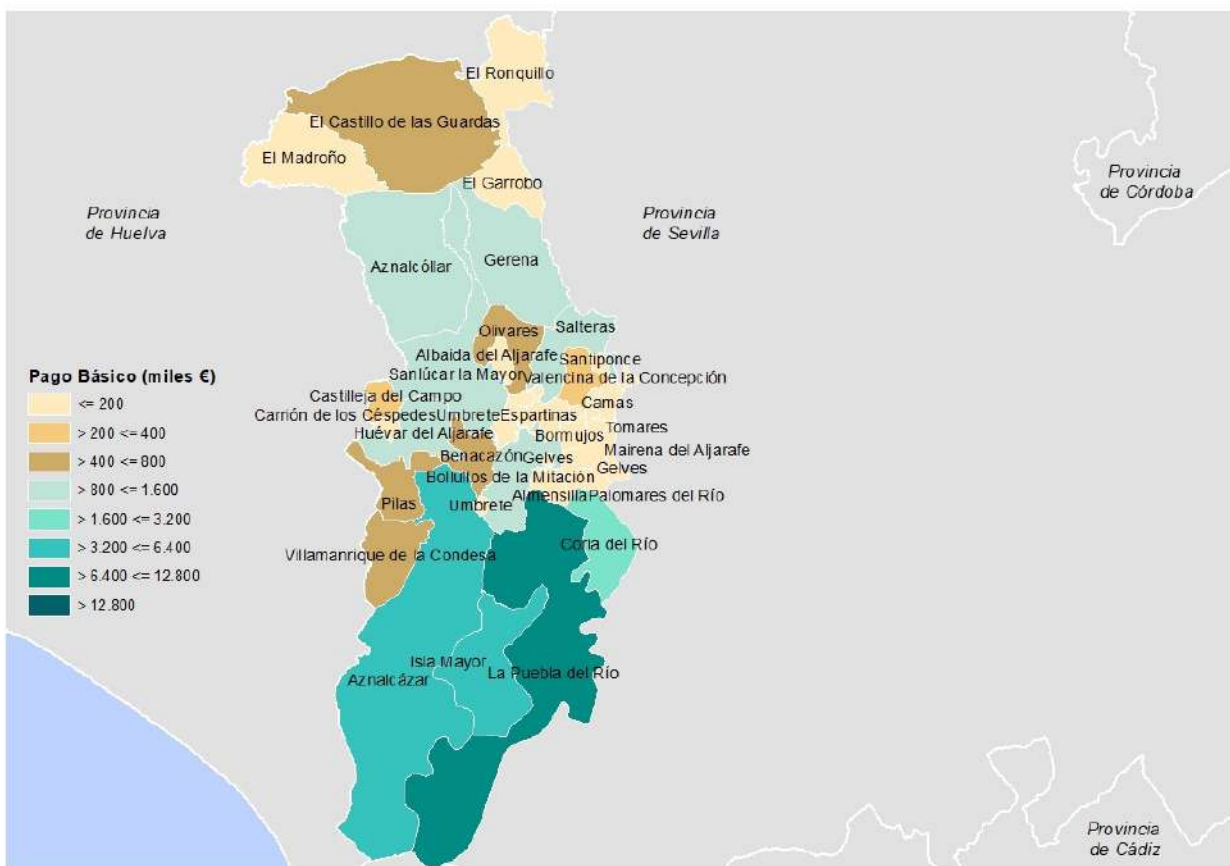 El Ronquillo
El Castillo de las Guardas
El Madroño
El Garrobo
Provincia
de Huelva
Provincia
de Sevilla
Provincia
de Córdoba
Aznalcóllar
Gerena
Olivares
Salteras
Albaida del Aljarafe
Santiponce
Sanlúcar la Mayor
Valencina de la Concepción
Castilleja del Campo
Camas
Carrión de los Céspedes
Umbrete
Espartinas
Tomares
Huévar del Aljarafe
Bormujos
Mairena del Aljarafe
Benacazón
Gelves
Gelves
Bollullos de la Mitación
Almensilla
Palomares del Río
Pilas
Umbrete
Coria del Río
Villamanrique de la Condesa
Isla Mayor
La Puebla del Río
Aznalcázar
Pago Básico (miles €)
<= 200
> 200 <= 400
> 400 <= 800
> 800 <= 1.600
> 1.600 <= 3.200
> 3.200 <= 6.400
> 6.400 <= 12.800
> 12.800
Provincia
de Cádiz